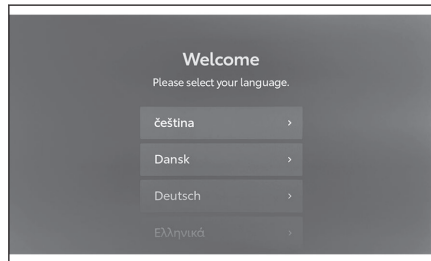 Welcome
Please select your language.
čeština
Dansk
Deutsch
Ελληνικά